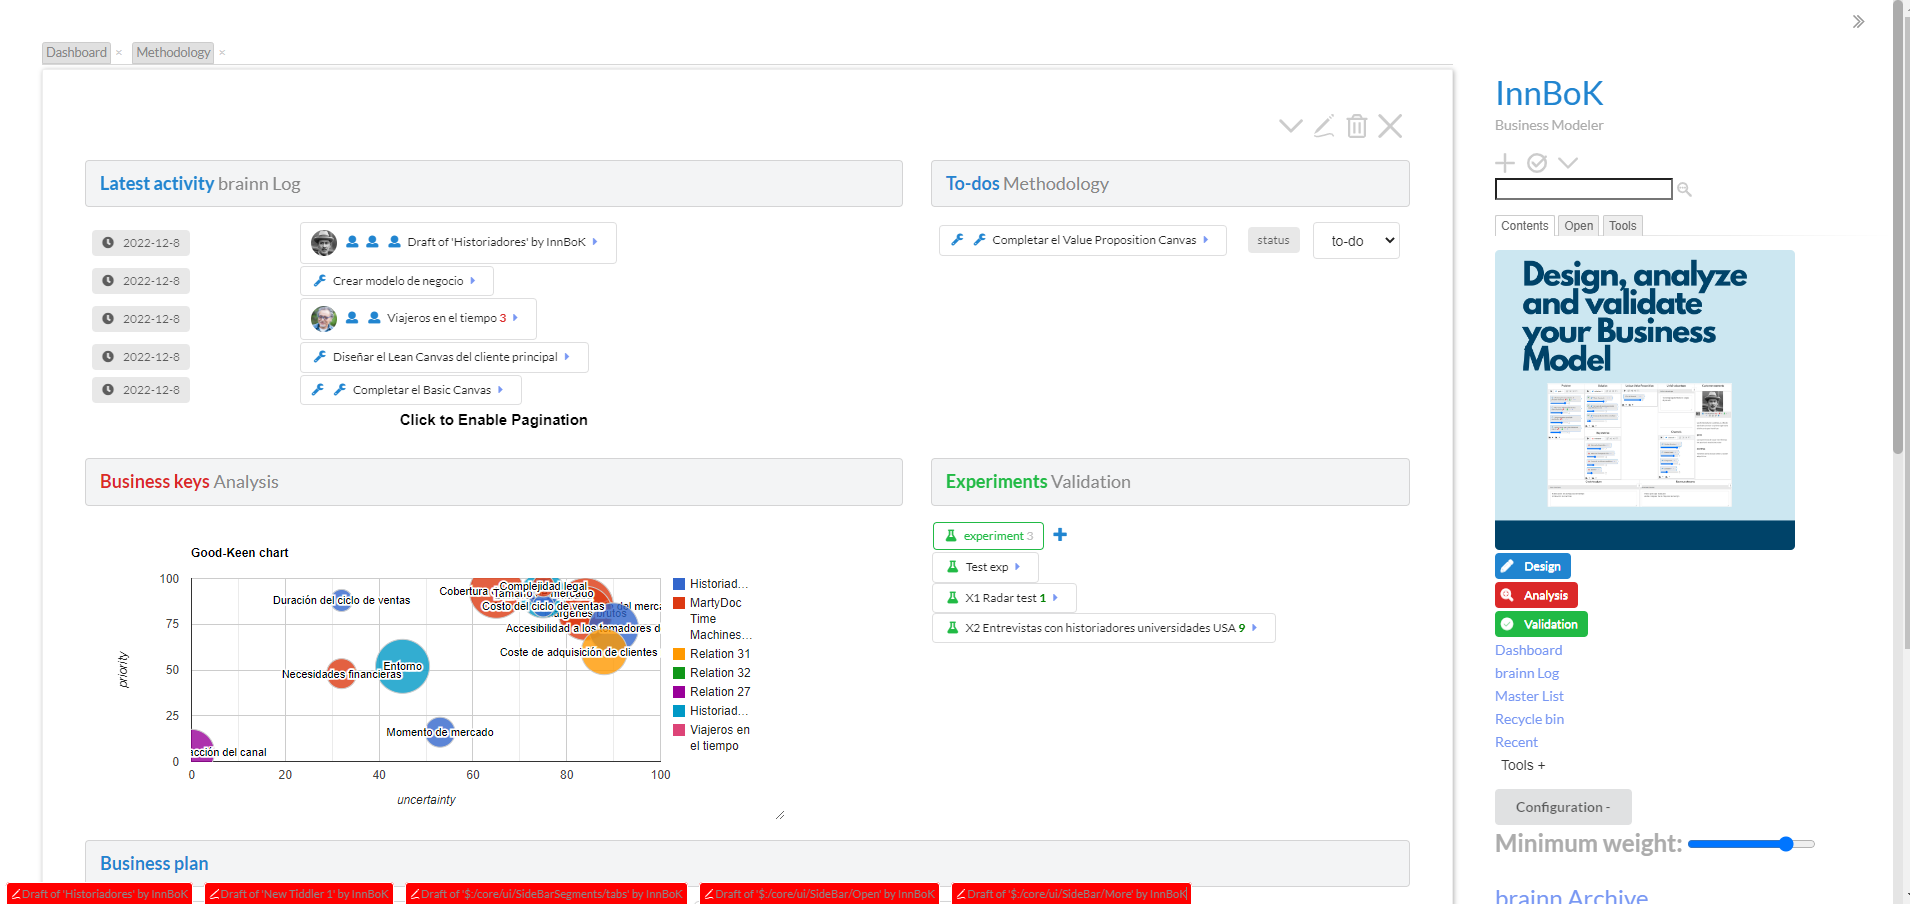 Dashboard ×
Methodology ×
Latest activity brainn Log
2022-12-8
Draft of 'Historiadores' by InnBoK
2022-12-8
Crear modelo de negocio
2022-12-8
Viajeros en el tiempo 3
2022-12-8
Diseñar el Lean Canvas del cliente principal
2022-12-8
Completar el Basic Canvas
Click to Enable Pagination
To-dos Methodology
Completar el Value Proposition Canvas
status
to-do
Business keys Analysis
Good-Keen chart
100
75
50
25
0
0
20
40
60
80
100
priority
uncertainty
Duración del ciclo de ventas
Cobertura
Complejidad legal
Costo del ciclo de ventas
Accesibilidad a los tomadores d
Coste de adquisición de clientes
Entorno
Necesidades financieras
Momento de mercado
acción del canal
Historiad...
MartyDoc
Time
Machines...
Relation 31
Relation 32
Relation 27
Historiad...
Viajeros en
el tiempo
Experiments Validation
experiment 3
Test exp
X1 Radar test 1
X2 Entrevistas con historiadores universidades USA 9
Business plan
Draft of 'Historiadores' by InnBoK
Draft of 'New Tiddler 1' by InnBoK
Draft of '$:/core/ui/SideBarSegments/tabs' by InnBoK
Draft of '$:/core/ui/SideBar/Open' by InnBoK
Draft of '$:/core/ui/SideBar/More' by InnBoK
InnBoK
Business Modeler
Contents
Open
Tools
Design, analyze
and validate
your Business
Model
Design
Analysis
Validation
Dashboard
brainn Log
Master List
Recycle bin
Recent
Tools +
Configuration -
Minimum weight:
brainn Archive